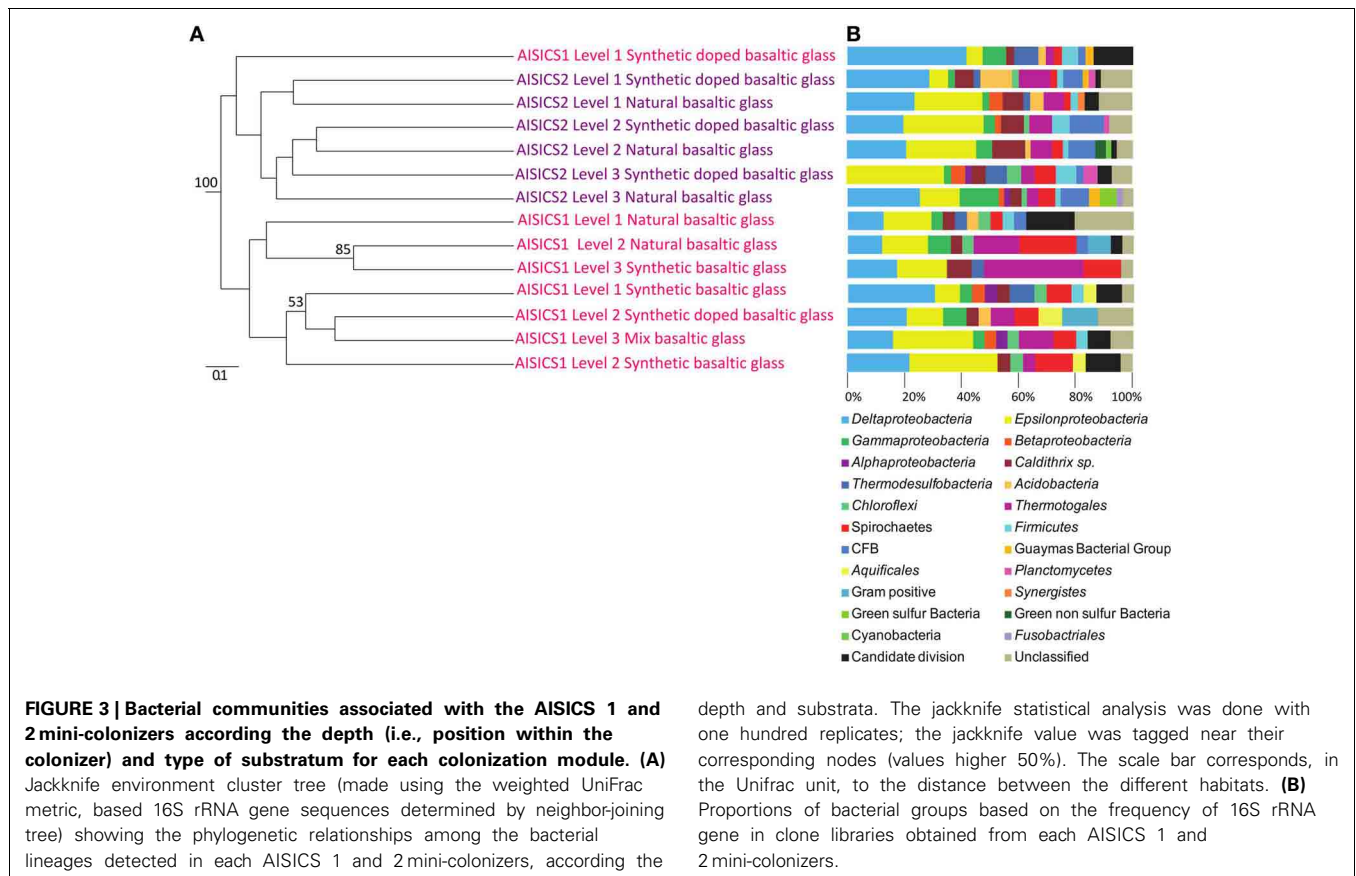 A
B
AISICS1 Level 1 Synthetic doped basaltic glass
AISICS2 Level 1 Synthetic doped basaltic glass
AISICS2 Level 1 Natural basaltic glass
AISICS2 Level 2 Synthetic doped basaltic glass
AISICS2 Level 2 Natural basaltic glass
AISICS2 Level 3 Synthetic doped basaltic glass
100
AISICS2 Level 3 Natural basaltic glass
AISICS1 Level 1 Natural basaltic glass
85
AISICS1 Level 2 Natural basaltic glass
AISICS1 Level 3 Synthetic basaltic glass
53
AISICS1 Level 1 Synthetic basaltic glass
AISICS1 Level 2 Synthetic doped basaltic glass
AISICS1 Level 3 Mix basaltic glass
AISICS1 Level 2 Synthetic basaltic glass
0.1
0% 20% 40% 60% 80% 100%
Deltaproteobacteria Epsilonproteobacteria
Gammaproteobacteria Betaproteobacteria
Alphaproteobacteria Caldithrix sp.
Thermodesulfobacteria Acidobacteria
Chloroflexi Thermotogales
Spirochaetes Firmicutes
CFB Guaymas Bacterial Group
Aquificales Planctomycetes
Gram positive Synergistes
Green sulfur Bacteria Green non sulfur Bacteria
Cyanobacteria Fusobactriales
Candidate division Unclassified
FIGURE 3 | Bacterial communities associated with the AISICS 1 and
2 mini-colonizers according the depth (i.e., position within the
colonizer) and type of substratum for each colonization module. (A)
Jackknife environment cluster tree (made using the weighted UniFrac
metric, based 16S rRNA gene sequences determined by neighbor-joining
tree) showing the phylogenetic relationships among the bacterial
lineages detected in each AISICS 1 and 2 mini-colonizers, according the
depth and substrata. The jackknife statistical analysis was done with
one hundred replicates; the jackknife value was tagged near their
corresponding nodes (values higher 50%). The scale bar corresponds, in
the Unifrac unit, to the distance between the different habitats. (B)
Proportions of bacterial groups based on the frequency of 16S rRNA
gene in clone libraries obtained from each AISICS 1 and
2 mini-colonizers.